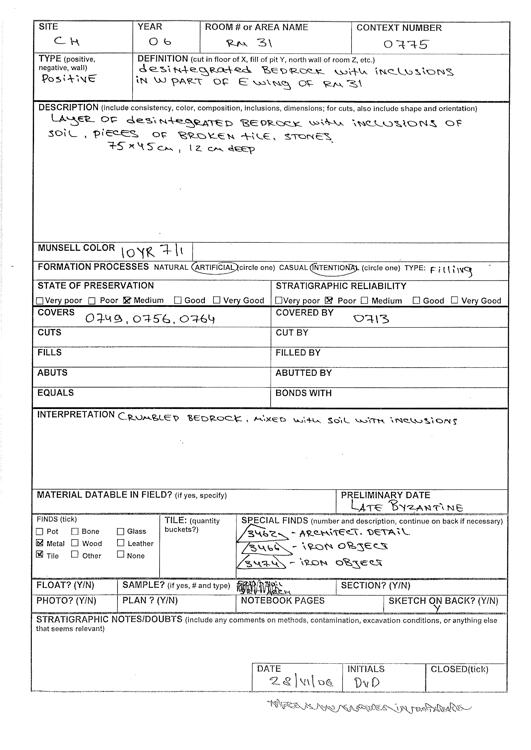 SITE YEAR ROOM # or AREA NAME CONTEXT NUMBER
CH 06 RM 31 0775
TYPE (positive, negative, wall) DEFINITION (cut in floor of X, fill of pit Y, north wall of room Z, etc.)
POSITIVE desintegrated BEDROCK with INCLUSIONS
IN W PART OF E WING OF RM 31
DESCRIPTION (include consistency, color, composition, inclusions, dimensions; for cuts, also include shape and orientation)
LAYER OF desintegrated BEDROCK with INCLUSIONS OF
SOIL, PIECES OF BROKEN TILE, STONES.
75 x 45 cm, 12 cm DEEP
MUNSELL COLOR 10YR 7/1
FORMATION PROCESSES NATURAL ARTIFICIAL (circle one) CASUAL INTENTIONAL (circle one) TYPE: Filling
STATE OF PRESERVATION STRATIGRAPHIC RELIABILITY
☐ Very poor ☐ Poor ☒ Medium ☐ Good ☐ Very Good ☐ Very poor ☒ Poor ☐ Medium ☐ Good ☐ Very Good
COVERS 0749, 0756, 0764 COVERED BY 0713
CUTS CUT BY
FILLS FILLED BY
ABUTS ABUTTED BY
EQUALS BONDS WITH
INTERPRETATION CRUMBLED BEDROCK, MIXED with SOIL with INCLUSIONS
MATERIAL DATABLE IN FIELD? (if yes, specify) PRELIMINARY DATE
LATE BYZANTINE
FINDS (tick) TILE: (quantity buckets?) SPECIAL FINDS (number and description, continue on back if necessary)
☐ Pot ☐ Bone ☐ Glass 3462 - ARCHITECT. DETAIL
☒ Metal ☐ Wood ☐ Leather 3466 - IRON OBJECT
☒ Tile ☐ Other ☐ None 3474 - IRON OBJECT
FLOAT? (Y/N) SAMPLE? (if yes, # and type) SECTION? (Y/N)
PHOTO? (Y/N) PLAN ? (Y/N) NOTEBOOK PAGES SKETCH ON BACK? (Y/N)
Y
STRATIGRAPHIC NOTES/DOUBTS (include any comments on methods, contamination, excavation conditions, or anything else
that seems relevant)
DATE INITIALS CLOSED(tick)
28/VI/06 DVD